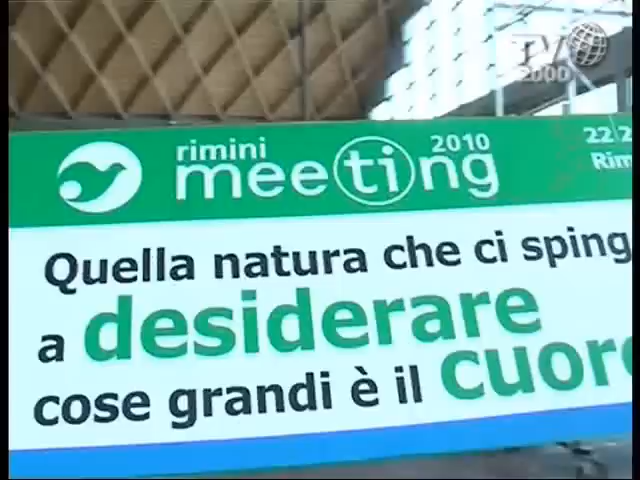 TV
2000
rimini
meeting
2010
22 2
Rim
Quella natura che ci sping
a desiderare
cose grandi è il cuore